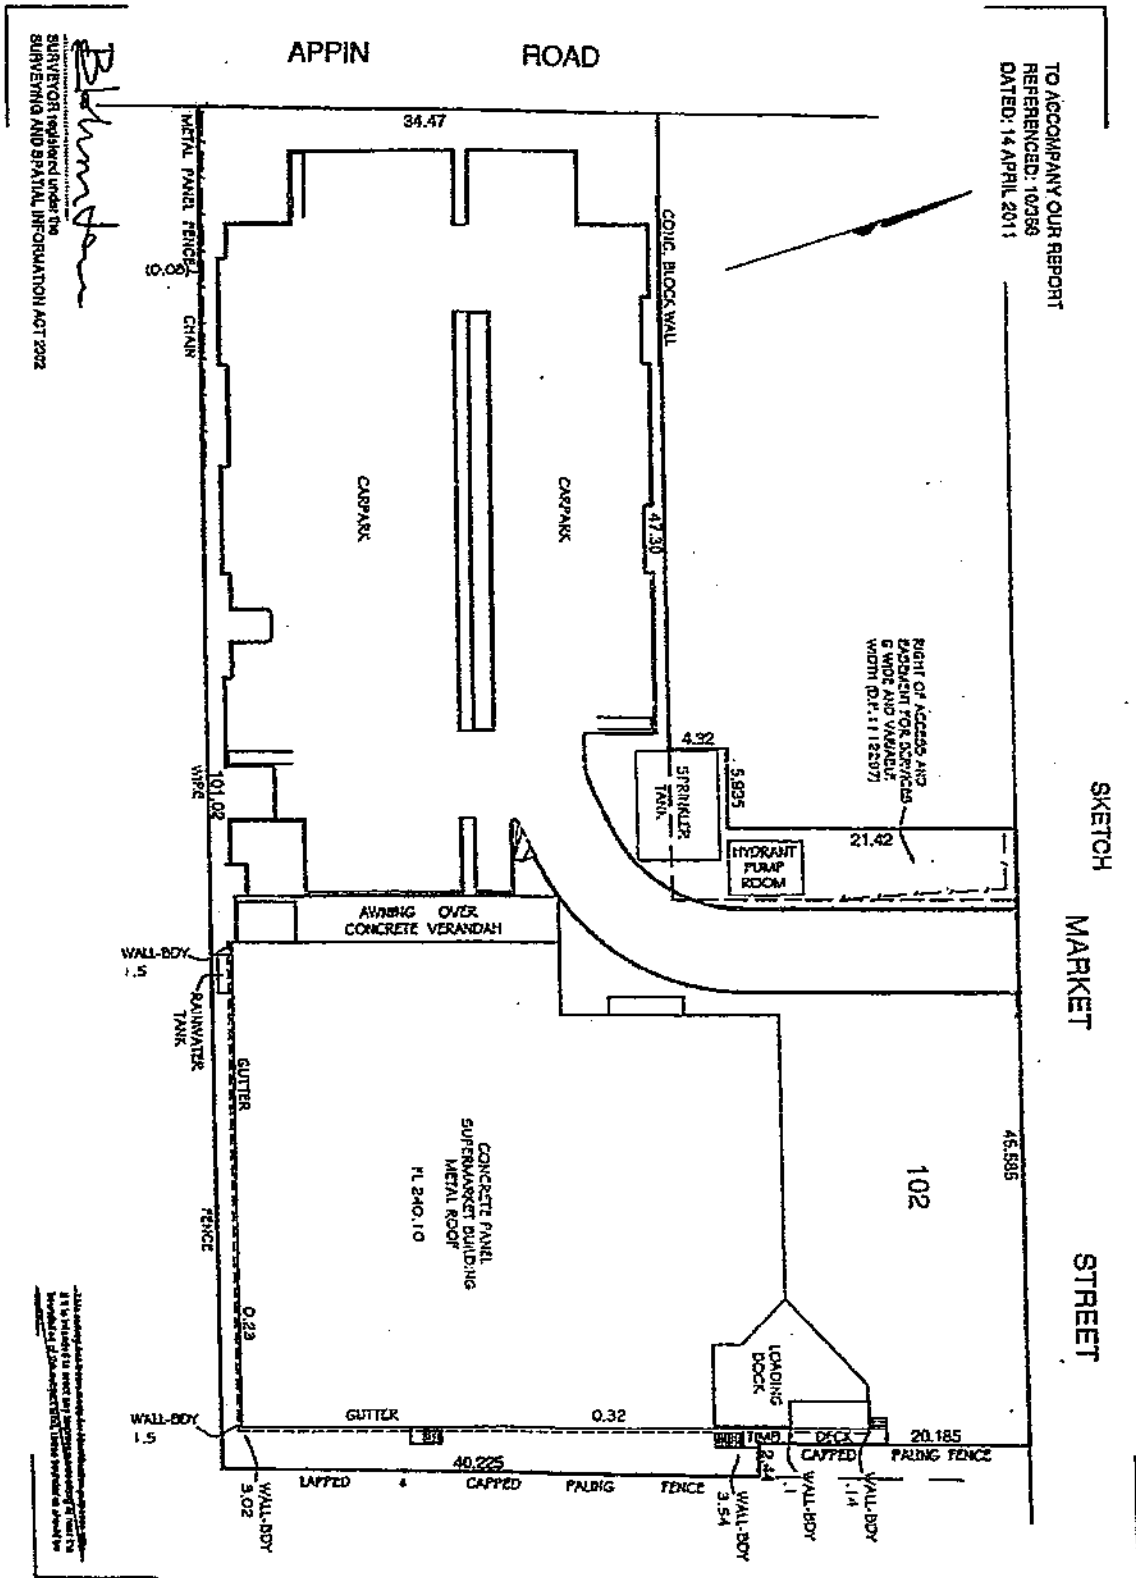 TO ACCOMPANY OUR REPORT
REFERENCED: 10/366
DATED: 14 APRIL 2011
APPIN ROAD
SKETCH
MARKET STREET
34.47
CONC. BLOCK WALL
47.30
METAL PANEL FENCE
(0.06)
CHAIN
WIRE
FENCE
101.02
CARPARK
CARPARK
4.92
5.935
SPRINKLER
TANK
HYDRANT
PUMP
ROOM
21.42
RIGHT OF ACCESS AND
EASEMENT FOR SERVICES
6 WIDE AND VARIABLE
WIDTH
AWNING OVER
CONCRETE VERANDAH
WALL-BDY
1.5
RAINWATER
TANK
GUTTER
CONCRETE PANEL
SUPERMARKET BUILDING
METAL ROOF
FL 240.10
102
45.585
0.23
LOADING
DOCK
GUTTER
0.32
TIMB. DECK
20.185
CAPPED PALING FENCE
WALL-BDY
1.5
WALL-BDY
3.02
40.225
LAPPED & CAPPED PALING FENCE
2.44
WALL-BDY
3.54
WALL-BDY
.1
WALL-BDY
.14
SURVEYOR registered under the
SURVEYING AND SPATIAL INFORMATION ACT 2002